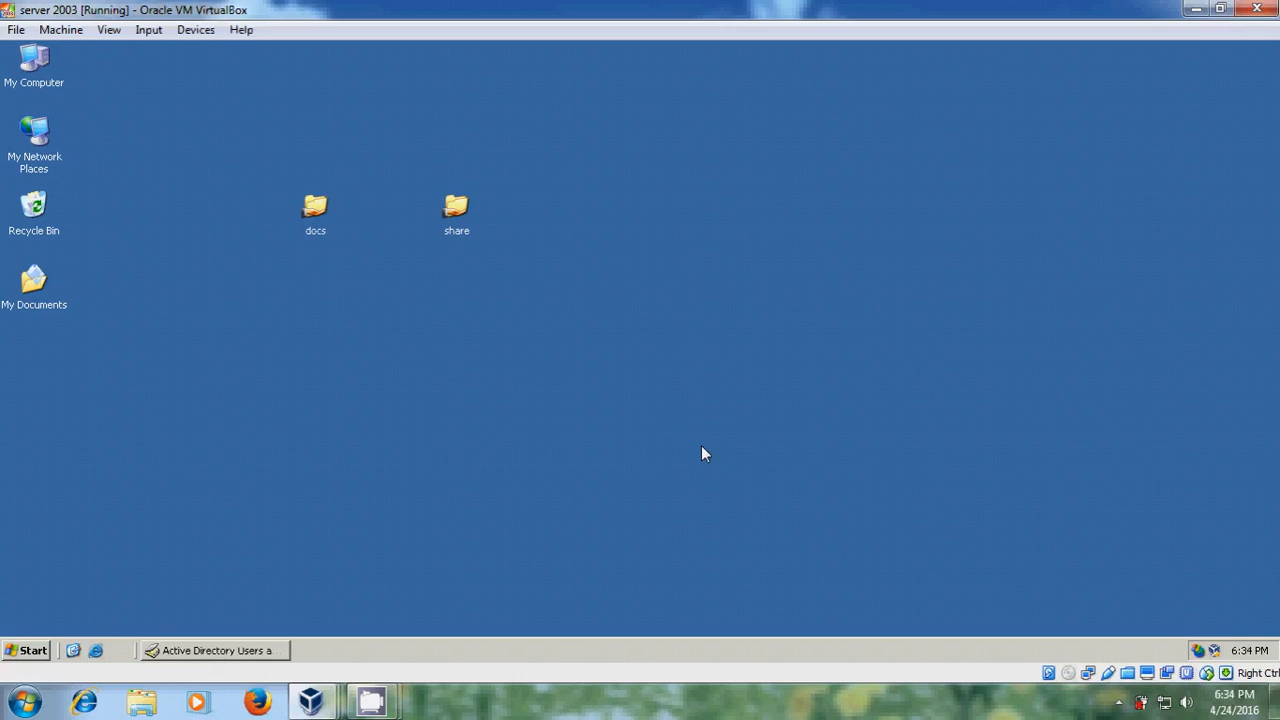 server 2003 [Running] - Oracle VM VirtualBox
File Machine View Input Devices Help
My Computer
My Network
Places
Recycle Bin
My Documents
docs
share
Start
Active Directory Users a...
6:34 PM
Right Ctrl
6:34 PM
4/24/2016